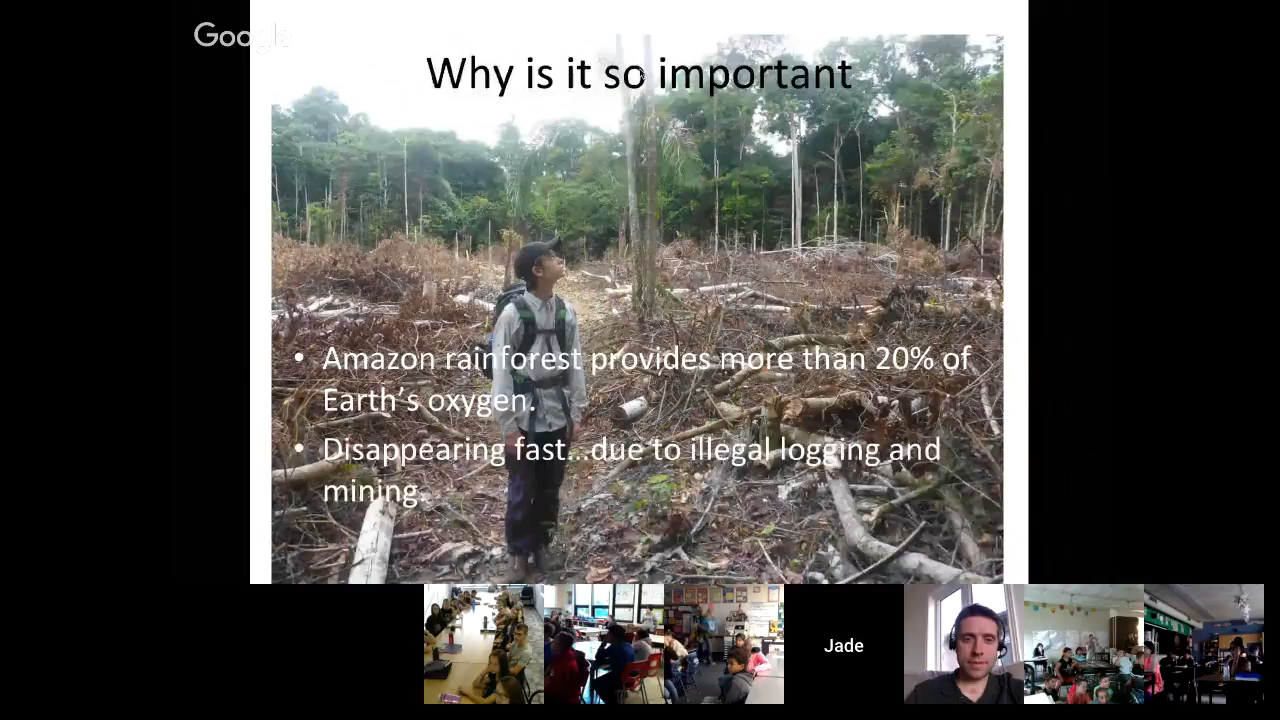 Google
Why is it so important
• Amazon rainforest provides more than 20% of
Earth’s oxygen.
• Disappearing fast…due to illegal logging and
mining.
Jade